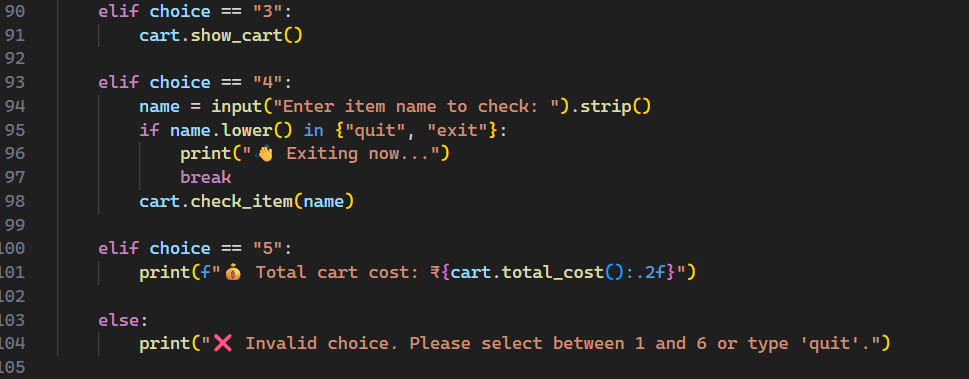 90 elif choice == "3":
91 cart.show_cart()
92
93 elif choice == "4":
94 name = input("Enter item name to check: ").strip()
95 if name.lower() in {"quit", "exit"}:
96 print("👋 Exiting now...")
97 break
98 cart.check_item(name)
99
100 elif choice == "5":
101 print(f"💰 Total cart cost: ₹{cart.total_cost():.2f}")
102
103 else:
104 print("❌ Invalid choice. Please select between 1 and 6 or type 'quit'.")
105